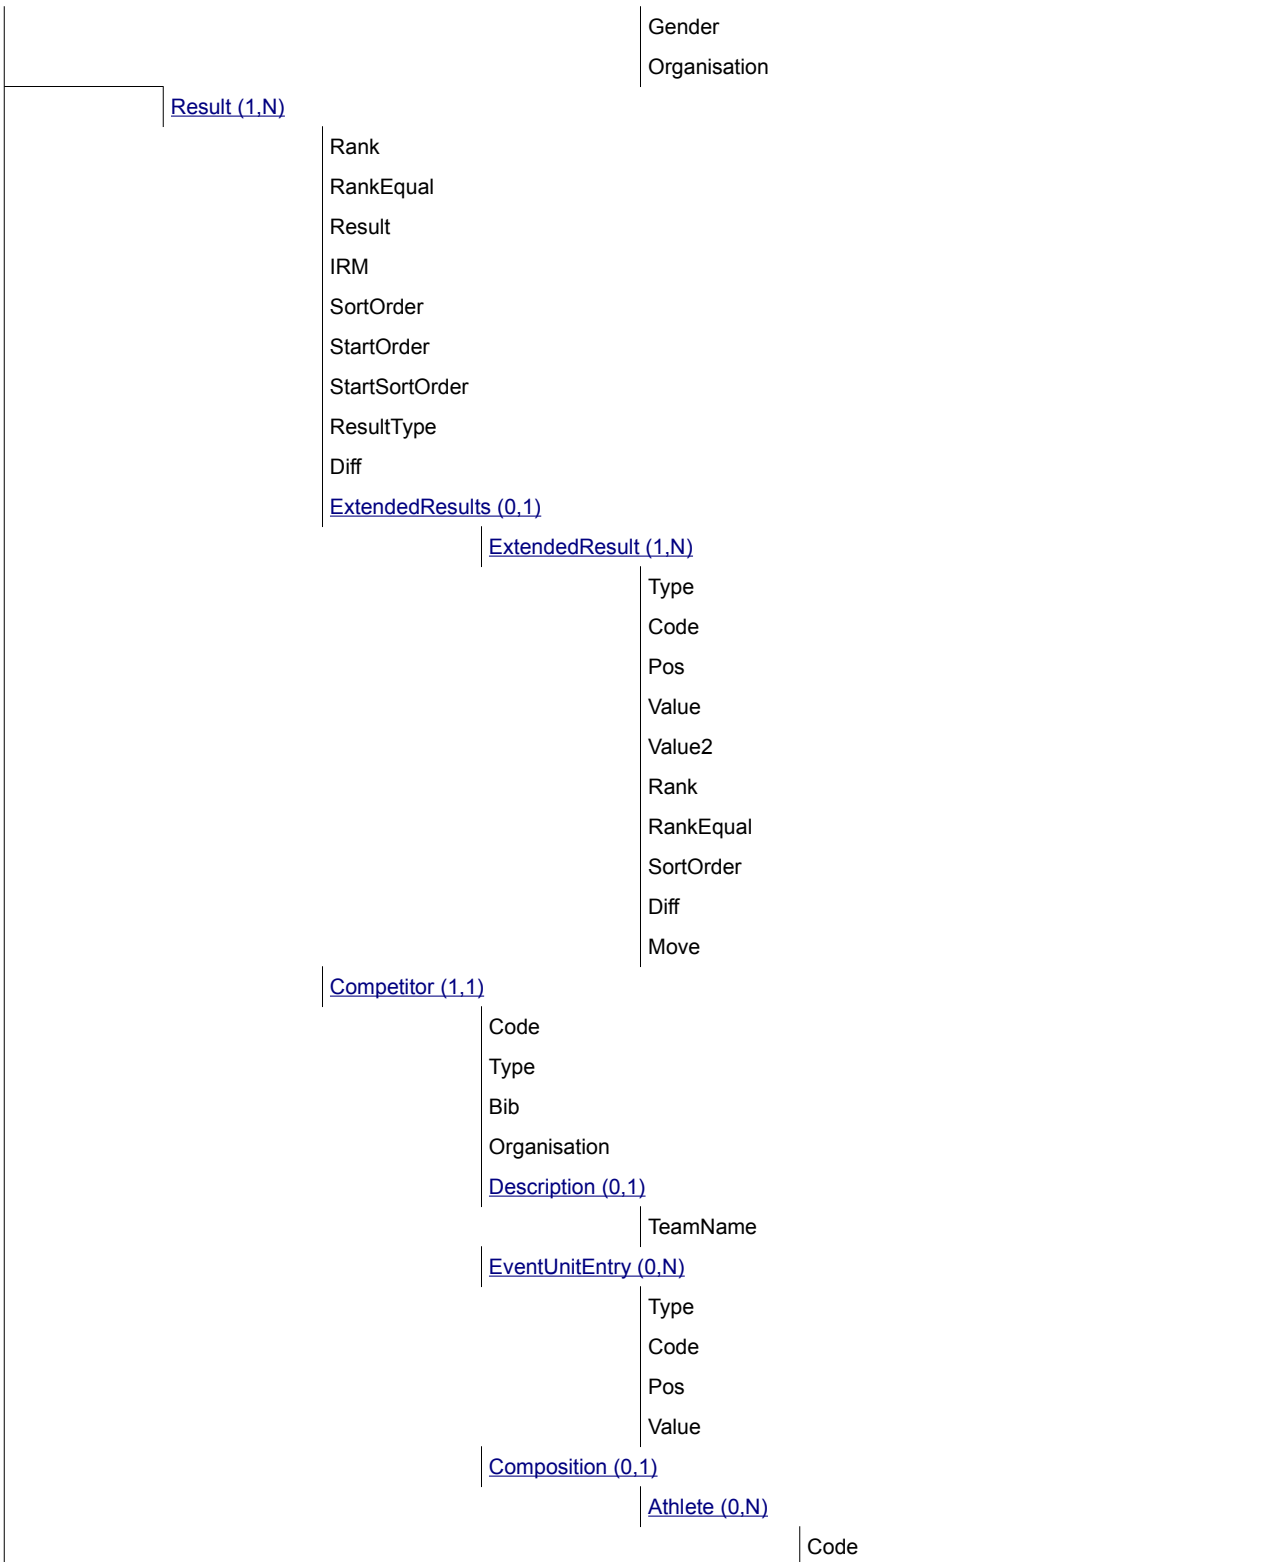 Gender
Organisation
Result (1,N)
Rank
RankEqual
Result
IRM
SortOrder
StartOrder
StartSortOrder
ResultType
Diff
ExtendedResults (0,1)
ExtendedResult (1,N)
Type
Code
Pos
Value
Value2
Rank
RankEqual
SortOrder
Diff
Move
Competitor (1,1)
Code
Type
Bib
Organisation
Description (0,1)
TeamName
EventUnitEntry (0,N)
Type
Code
Pos
Value
Composition (0,1)
Athlete (0,N)
Code